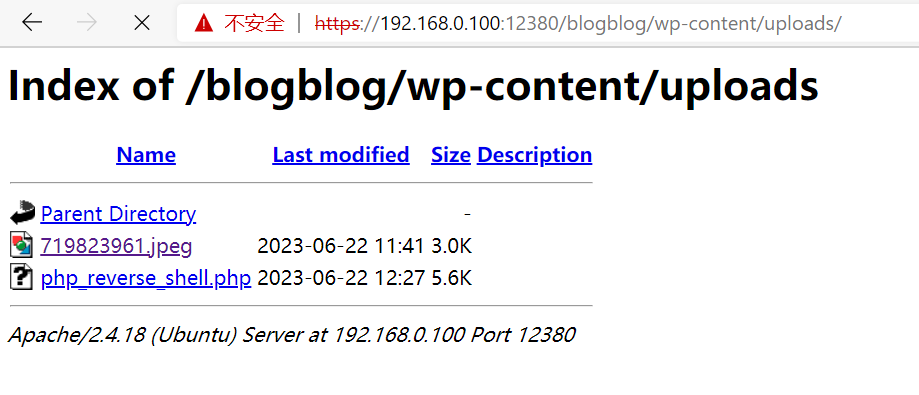 不安全 | https://192.168.0.100:12380/blogblog/wp-content/uploads/
Index of /blogblog/wp-content/uploads
Name Last modified Size Description
Parent Directory -
719823961.jpeg 2023-06-22 11:41 3.0K
php_reverse_shell.php 2023-06-22 12:27 5.6K
Apache/2.4.18 (Ubuntu) Server at 192.168.0.100 Port 12380